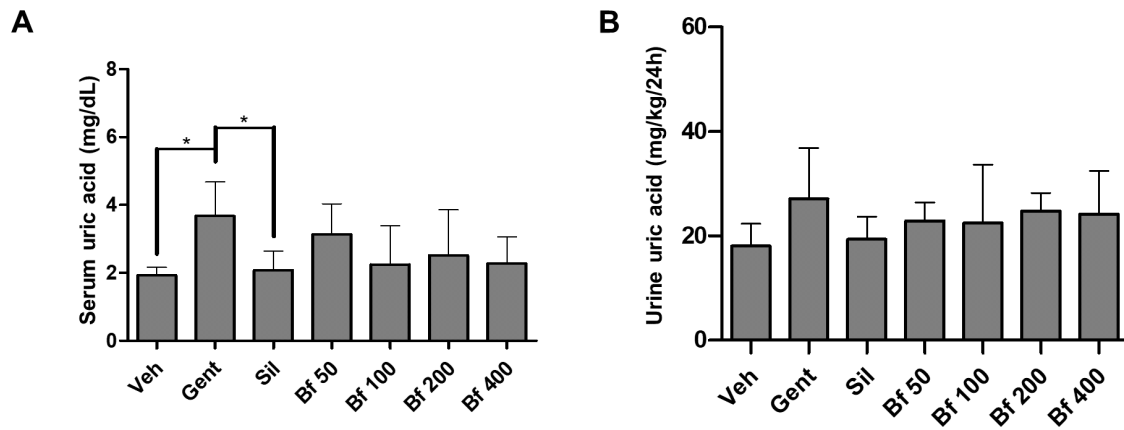 A
Serum uric acid (mg/dL)
8
6
4
2
0
*
*
Veh
Gent
Sil
Bf 50
Bf 100
Bf 200
Bf 400
B
Urine uric acid (mg/kg/24h)
60
40
20
0
Veh
Gent
Sil
Bf 50
Bf 100
Bf 200
Bf 400